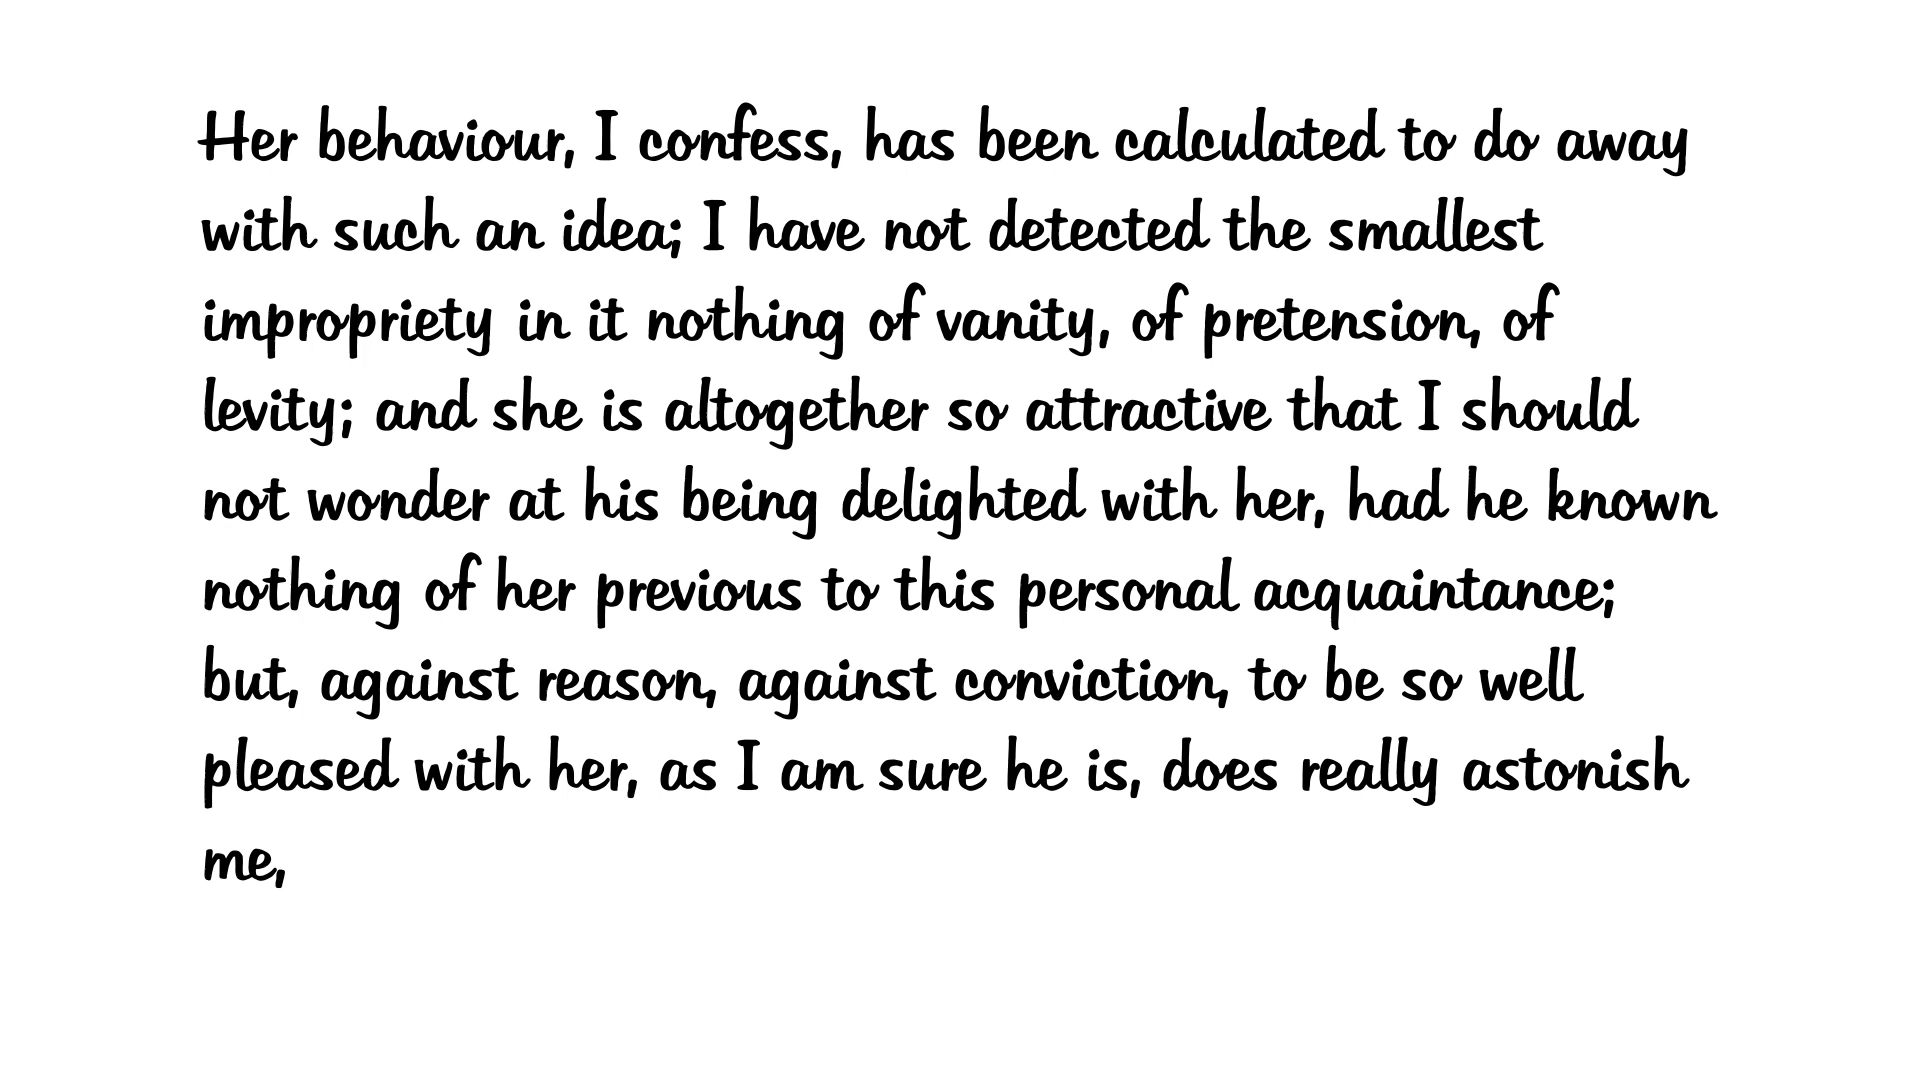 Her behaviour, I confess, has been calculated to do away
with such an idea; I have not detected the smallest
impropriety in it nothing of vanity, of pretension, of
levity; and she is altogether so attractive that I should
not wonder at his being delighted with her, had he known
nothing of her previous to this personal acquaintance;
but, against reason, against conviction, to be so well
pleased with her, as I am sure he is, does really astonish
me,